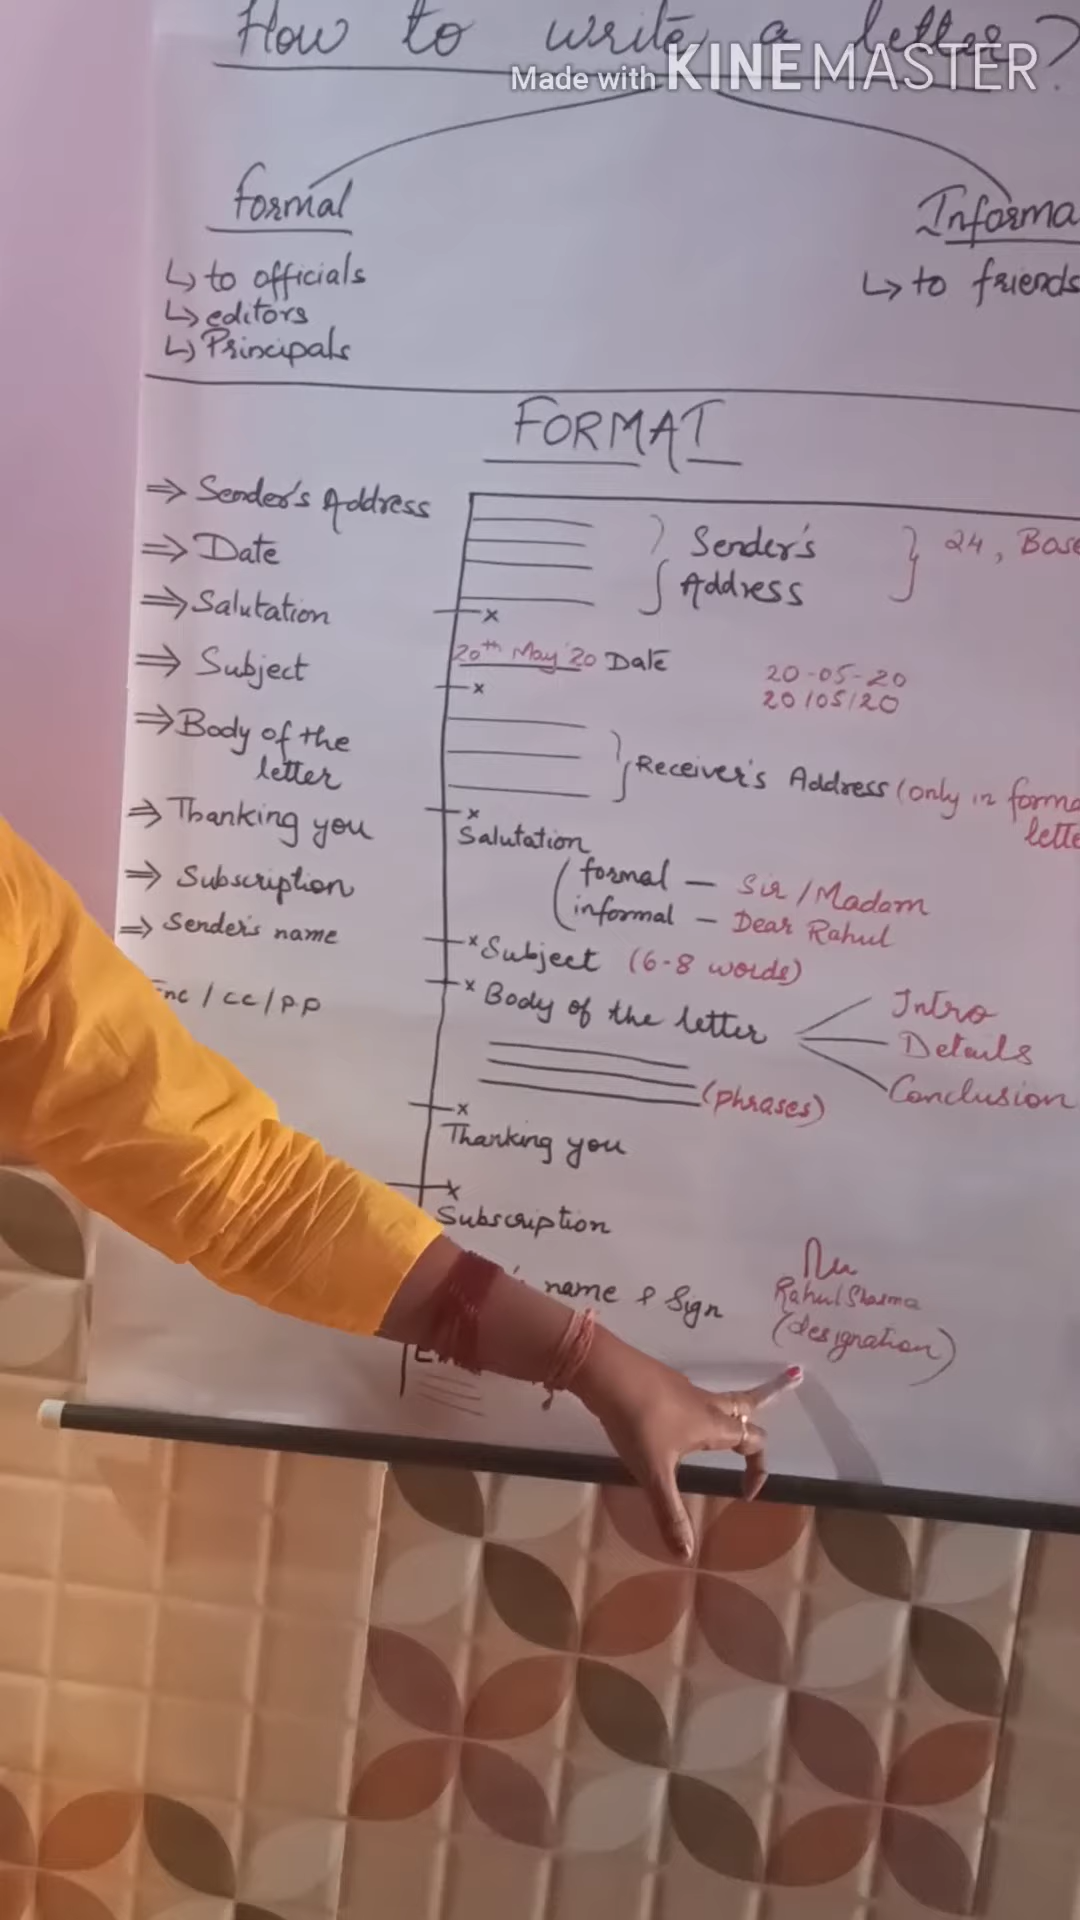 How to write a letter?
Made with KINEMASTER
Formal
↳ to officials
↳ editors
↳ Principals
Informa
↳ to friends
FORMAT
⇒ Sender's Address
⇒ Date
⇒ Salutation
⇒ Subject
⇒ Body of the
letter
⇒ Thanking you
⇒ Subscription
⇒ Sender's name
Enc / CC / P.P
Sender's
Address
24, Base
20th May '20 Date
20-05-20
20/05/20
Receiver's Address (only in forma
lette
Salutation
formal — Sir / Madam
informal — Dear Rahul
Subject (6-8 words)
Body of the letter
Intro
Details
Conclusion
(phrases)
Thanking you
Subscription
name & Sign
Rahul Sharma
(designation)